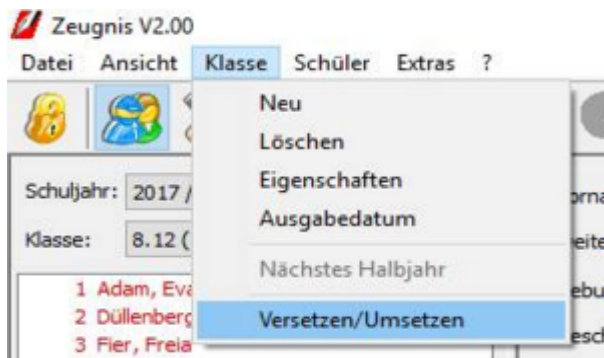 Zeugnis V2.00
Datei Ansicht Klasse Schüler Extras ?
Neu
Löschen
Eigenschaften
Ausgabedatum
Nächstes Halbjahr
Versetzen/Umsetzen
Schuljahr: 2017 /
Klasse: 8.12 (
1 Adam, Eva
2 Düllenberg
3 Fier, Freia